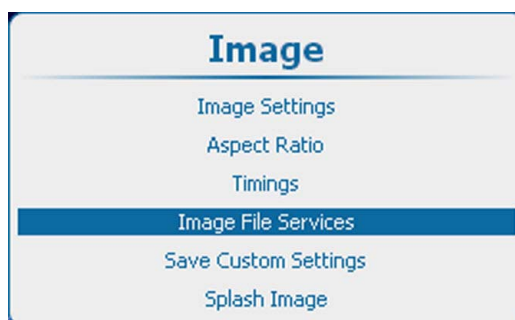 Image
Image Settings
Aspect Ratio
Timings
Image File Services
Save Custom Settings
Splash Image